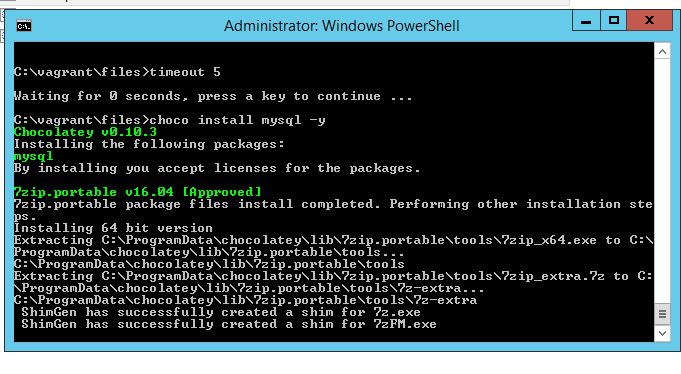 Administrator: Windows PowerShell
C:\vagrant\files>timeout 5
Waiting for 0 seconds, press a key to continue ...
C:\vagrant\files>choco install mysql -y
Chocolatey v0.10.3
Installing the following packages:
mysql
By installing you accept licenses for the packages.
7zip.portable v16.04 [Approved]
7zip.portable package files install completed. Performing other installation ste
ps.
Installing 64 bit version
Extracting C:\ProgramData\chocolatey\lib\7zip.portable\tools\7zip_x64.exe to C:\
ProgramData\chocolatey\lib\7zip.portable\tools...
C:\ProgramData\chocolatey\lib\7zip.portable\tools
Extracting C:\ProgramData\chocolatey\lib\7zip.portable\tools\7zip_extra.7z to C:
\ProgramData\chocolatey\lib\7zip.portable\tools\7z-extra...
C:\ProgramData\chocolatey\lib\7zip.portable\tools\7z-extra
ShimGen has successfully created a shim for 7z.exe
ShimGen has successfully created a shim for 7zFM.exe